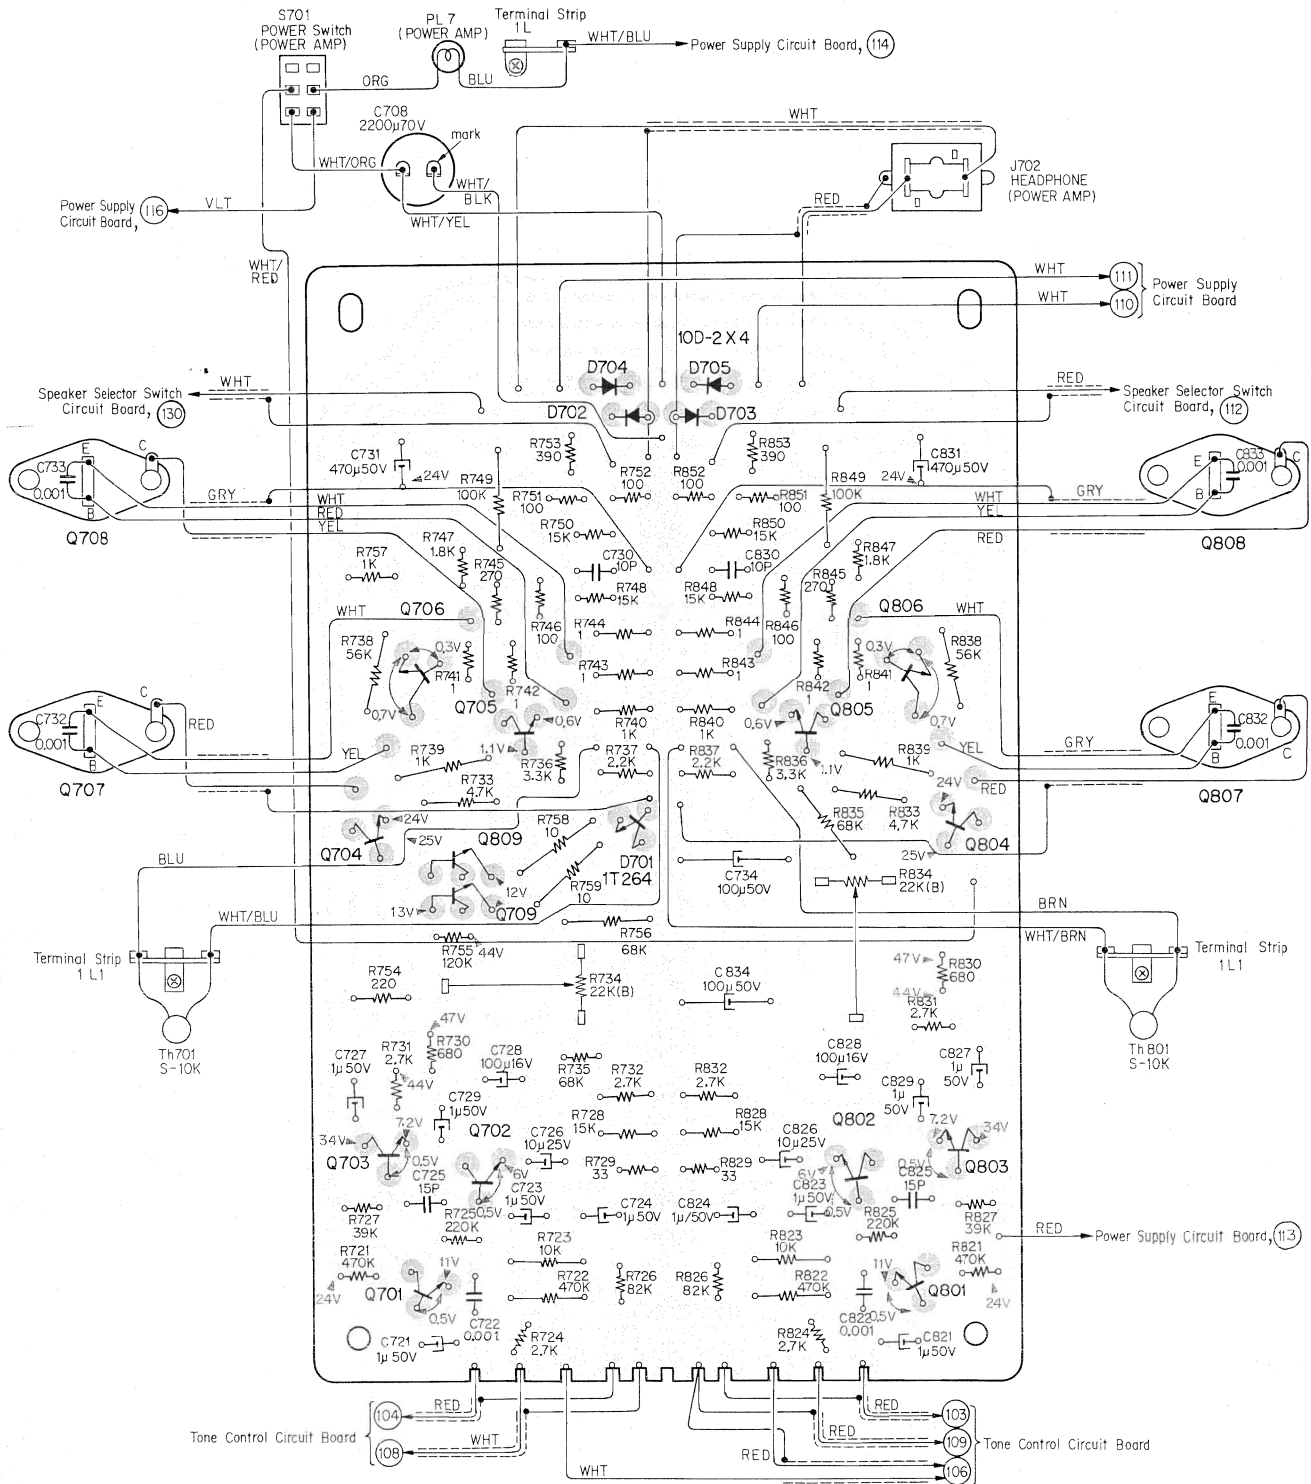 S701
POWER Switch
(POWER AMP)
PL 7
(POWER AMP)
Terminal Strip
1L
WHT/BLU
Power Supply Circuit Board, 114
ORG
BLU
C708
2200µ70V
mark
WHT
WHT/ORG
WHT/
BLK
J702
HEADPHONE
(POWER AMP)
RED
Power Supply
Circuit Board, 116
VLT
WHT/YEL
WHT/
RED
WHT
111
WHT
110
Power Supply
Circuit Board
10D-2X4
D704
D705
Speaker Selector Switch
Circuit Board, 130
WHT
D702
D703
RED
Speaker Selector Switch
Circuit Board, 112
C731
470µ50V
24V
R753
390
R752
100
R852
100
R853
390
C831
470µ50V
24V
C733
0.001
E
C
B
Q708
GRY
WHT
RED
YEL
R749
100K
R751
100
R851
100
R849
100K
WHT
YEL
GRY
RED
E
C833
0.001
C
B
Q808
R750
15K
R850
15K
R747
1.8K
R757
1K
R745
270
C730
10P
C830
10P
R847
1.8K
R845
270
R748
15K
R848
15K
WHT
Q706
R746
100
R744
1
R844
1
R846
100
Q806
WHT
R738
56K
0.3V
R741
1
R743
1
R843
1
0.3V
R841
1
R838
56K
0.7V
Q705
R742
1
0.6V
R740
1K
R840
1K
R842
1
0.6V
Q805
0.7V
C732
0.001
E
C
B
Q707
RED
YEL
1.1V
R739
1K
R736
3.3K
R737
2.2K
R837
2.2K
R836
3.3K
1.1V
R839
1K
YEL
GRY
24V
RED
E
C832
0.001
C
B
Q807
R733
4.7K
R835
68K
R833
4.7K
24V
Q704
25V
Q809
R758
10
D701
1T264
Q804
25V
BLU
12V
R759
10
C734
100µ50V
R834
22K(B)
13V
Q709
WHT/BLU
BRN
WHT/BRN
Terminal Strip
1 L1
R755
120K
44V
R756
68K
Terminal Strip
1 L1
R754
220
R734
22K(B)
C 834
100µ50V
47V
R830
680
44V
R831
2.7K
Th701
S-10K
47V
R730
680
Th801
S-10K
C727
1µ50V
R731
2.7K
44V
C728
100µ16V
R735
68K
R732
2.7K
R832
2.7K
C828
100µ16V
C827
1µ
50V
C729
1µ50V
C829
1µ
50V
7.2V
34V
Q703
0.5V
Q702
C726
10µ25V
R728
15K
R828
15K
C826
10µ25V
Q802
7.2V
34V
Q803
0.5V
C725
15P
6V
R729
33
R829
33
6V
C825
15P
C723
1µ50V
0.5V
C724
1µ50V
C824
1µ/50V
C823
1µ50V
0.5V
R727
39K
R725
220K
R825
220K
R827
39K
RED
Power Supply Circuit Board, 113
R721
470K
24V
R723
10K
R823
10K
R821
470K
24V
11V
Q701
0.5V
R722
470K
R726
82K
R826
82K
R822
470K
11V
Q801
0.5V
C722
0.001
C822
0.001
C721
1µ50V
R724
2.7K
R824
2.7K
C821
1µ50V
Tone Control Circuit Board
104
RED
108
WHT
WHT
RED
103
RED
109
RED
106
Tone Control Circuit Board